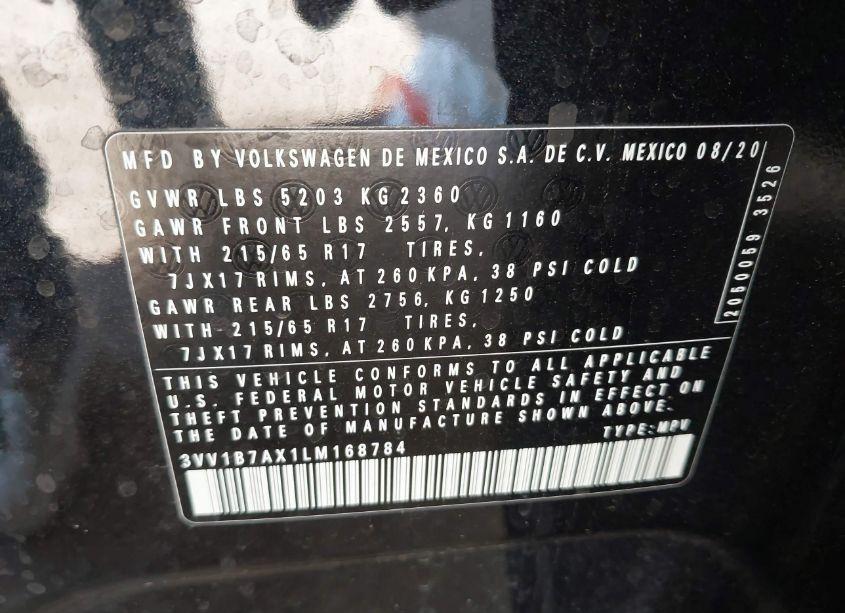 MFD BY VOLKSWAGEN DE MEXICO S.A. DE C.V. MEXICO 08/20
GVWR LBS 5203 KG 2360
GAWR FRONT LBS 2557, KG 1160
WITH 215/65 R17 TIRES,
7JX17 RIMS, AT 260 KPA, 38 PSI COLD
GAWR REAR LBS 2756, KG 1250
WITH 215/65 R17 TIRES,
7JX17 RIMS, AT 260 KPA, 38 PSI COLD
2050059 3526
THIS VEHICLE CONFORMS TO ALL APPLICABLE
U.S. FEDERAL MOTOR VEHICLE SAFETY AND
THEFT PREVENTION STANDARDS IN EFFECT ON
THE DATE OF MANUFACTURE SHOWN ABOVE.
TYPE:MPV
3VV1B7AX1LM168784